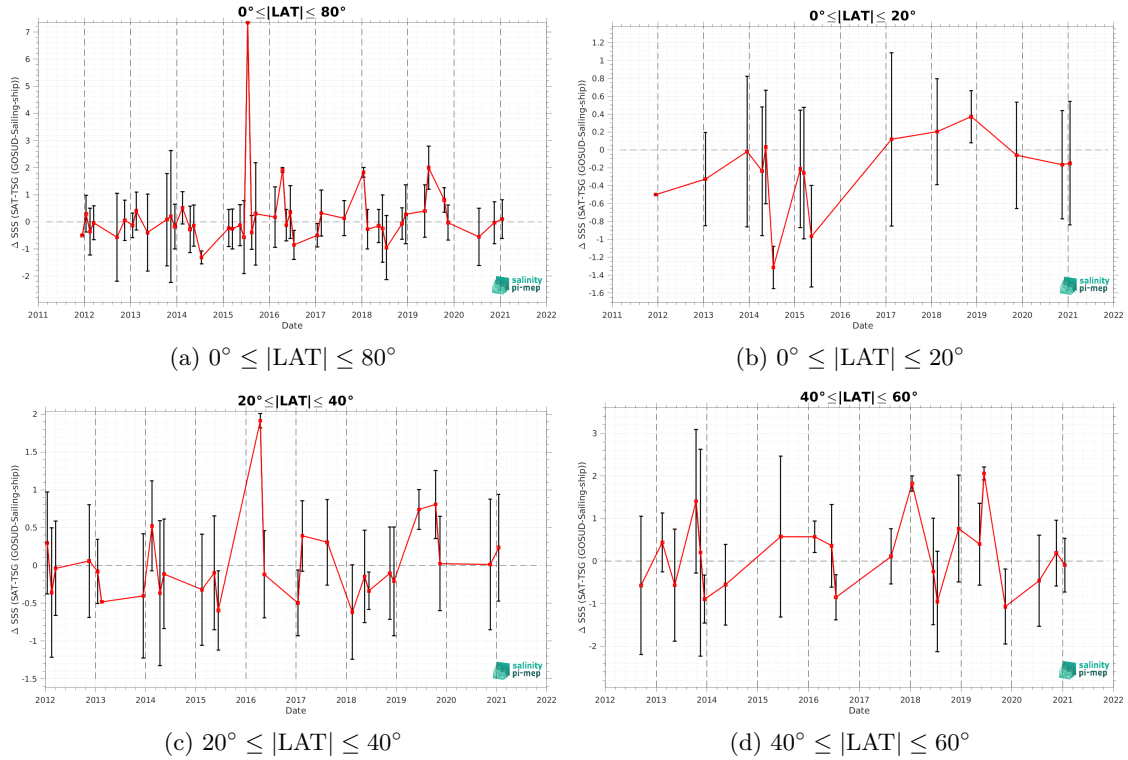 0° ≤|LAT|≤ 80°
7
6
5
4
3
2
1
0
-1
-2
Δ SSS (SAT-TSG (GOSUD-Sailing-ship))
2011 2012 2013 2014 2015 2016 2017 2018 2019 2020 2021 2022
Date
salinity
pi-mep
(a) 0° ≤ |LAT| ≤ 80°
0°≤|LAT|≤ 20°
1.2
1
0.8
0.6
0.4
0.2
0
-0.2
-0.4
-0.6
-0.8
-1
-1.2
-1.4
-1.6
Δ SSS (SAT-TSG (GOSUD-Sailing-ship))
2011 2012 2013 2014 2015 2016 2017 2018 2019 2020 2021 2022
Date
salinity
pi-mep
(b) 0° ≤ |LAT| ≤ 20°
20°≤|LAT|≤ 40°
2
1.5
1
0.5
0
-0.5
-1
-1.5
Δ SSS (SAT-TSG (GOSUD-Sailing-ship))
2012 2013 2014 2015 2016 2017 2018 2019 2020 2021 2022
Date
salinity
pi-mep
(c) 20° ≤ |LAT| ≤ 40°
40°≤|LAT|≤ 60°
3
2
1
0
-1
-2
Δ SSS (SAT-TSG (GOSUD-Sailing-ship))
2012 2013 2014 2015 2016 2017 2018 2019 2020 2021 2022
Date
salinity
pi-mep
(d) 40° ≤ |LAT| ≤ 60°